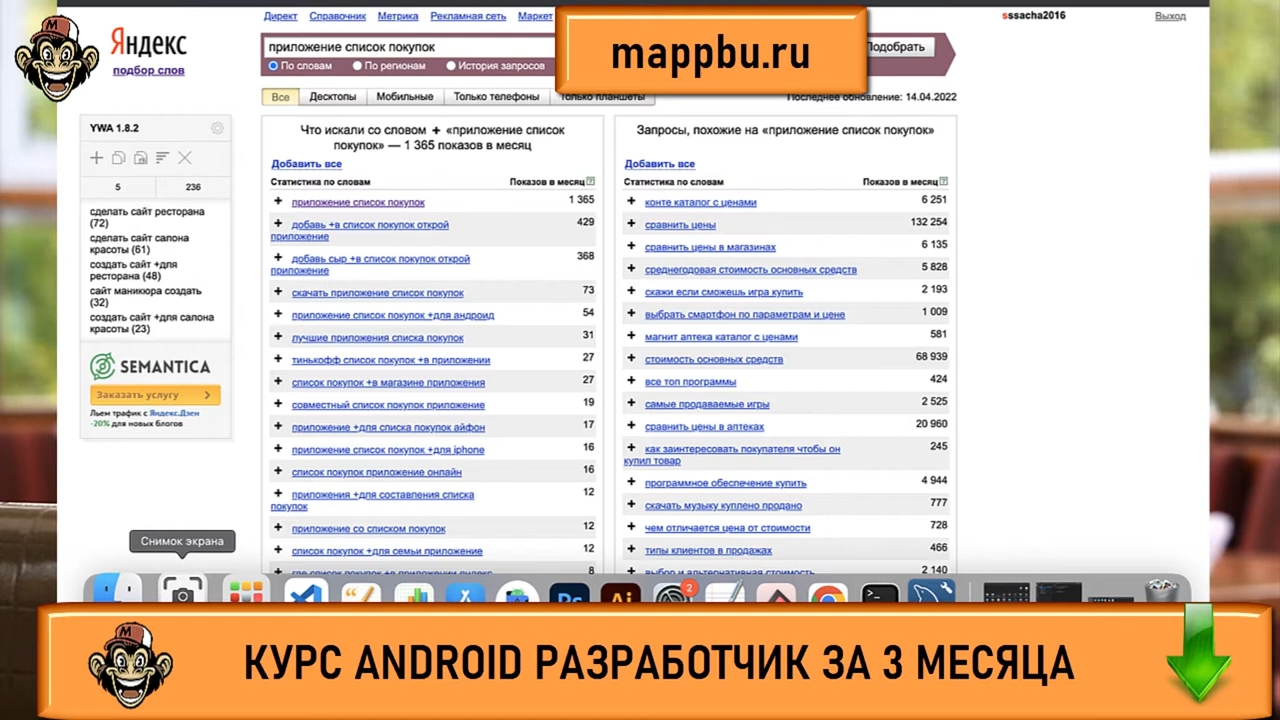 Директ Справочник Метрика Рекламная сеть Маркет
sssacha2016
Выход
Яндекс
подбор слов
приложение список покупок
Подобрать
По словам По регионам История запросов
mappbu.ru
Все Десктопы Мобильные Только телефоны Только планшеты
Последнее обновление: 14.04.2022
YWA 1.8.2
5 236
сделать сайт ресторана
(72)
сделать сайт салона
красоты (61)
создать сайт +для
ресторана (48)
сайт маникюра создать
(32)
создать сайт +для салона
красоты (23)
SEMANTICA
Заказать услугу
Льем трафик с Яндекс.Дзен
-20% для новых блогов
Что искали со словом + «приложение список
покупок» — 1 365 показов в месяц
Добавить все
Статистика по словам Показов в месяц ?
+ приложение список покупок 1 365
+ добавь +в список покупок открой 429
приложение
+ добавь сыр +в список покупок открой 368
приложение
+ скачать приложение список покупок 73
+ приложение список покупок +для андроид 54
+ лучшие приложения списка покупок 31
+ тинькофф список покупок +в приложении 27
+ список покупок +в магазине приложения 27
+ совместный список покупок приложение 19
+ приложение +для списка покупок айфон 17
+ приложение список покупок +для iphone 16
+ список покупок приложение онлайн 16
+ приложения +для составления списка 12
покупок
+ приложение со списком покупок 12
+ список покупок +для семьи приложение 12
+ где список покупок +в приложении яндекс 8
Запросы, похожие на «приложение список покупок»
Добавить все
Статистика по словам Показов в месяц ?
+ конте каталог с ценами 6 251
+ сравнить цены 132 254
+ сравнить цены в магазинах 6 135
+ среднегодовая стоимость основных средств 5 828
+ скажи если сможешь игра купить 2 193
+ выбрать смартфон по параметрам и цене 1 009
+ магнит аптека каталог с ценами 581
+ стоимость основных средств 68 939
+ все топ программы 424
+ самые продаваемые игры 2 525
+ сравнить цены в аптеках 20 960
+ как заинтересовать покупателя чтобы он 245
купил товар
+ программное обеспечение купить 4 944
+ скачать музыку куплено продано 777
+ чем отличается цена от стоимости 728
+ типы клиентов в продажах 466
+ выбор и альтернативная стоимость 2 140
Снимок экрана
Ps Ai 2
КУРС ANDROID РАЗРАБОТЧИК ЗА 3 МЕСЯЦА